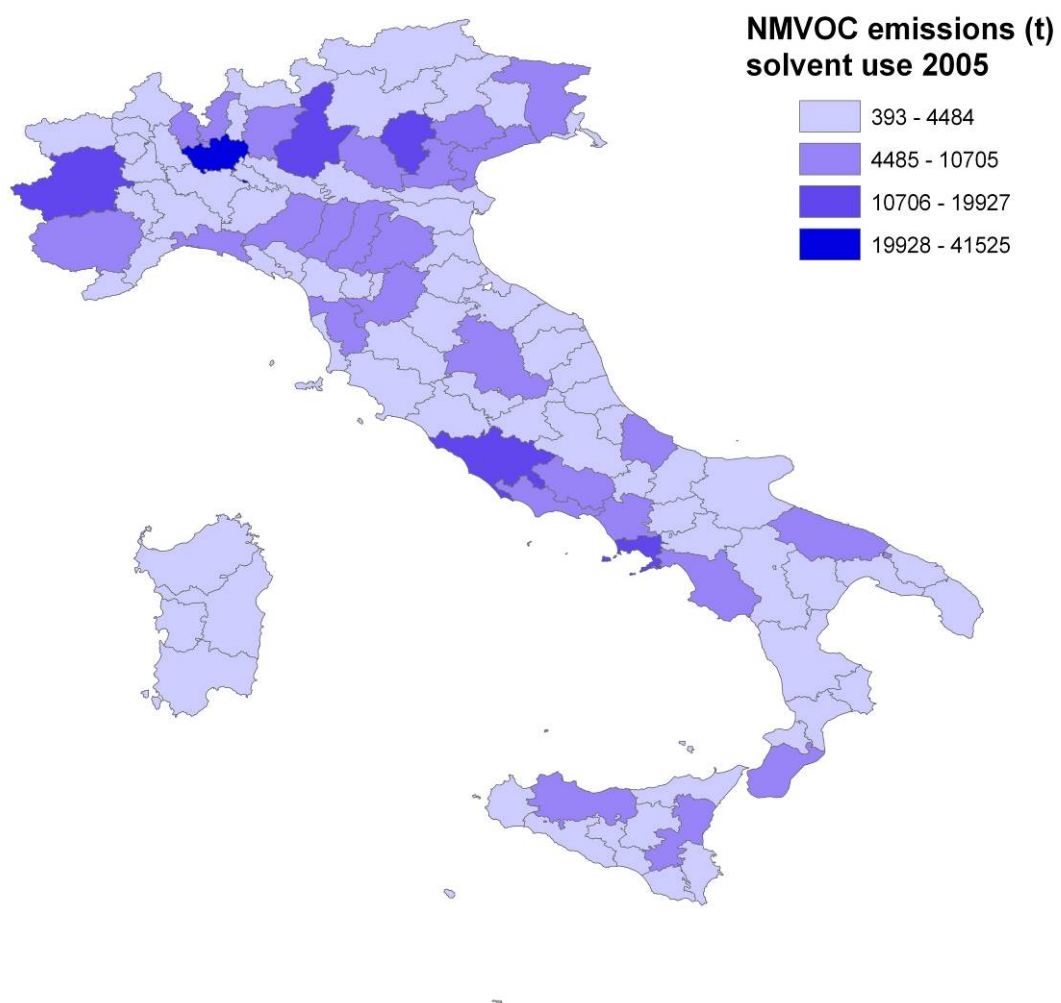 NMVOC emissions (t)
solvent use 2005
393 - 4484
4485 - 10705
10706 - 19927
19928 - 41525